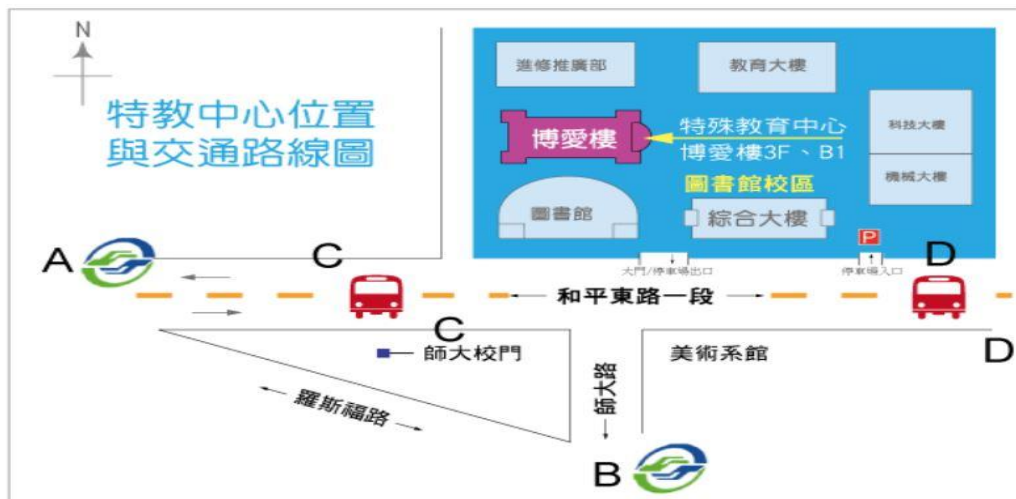 N
特教中心位置
與交通路線圖
進修推廣部
教育大樓
博愛樓
特殊教育中心
博愛樓3F、B1
科技大樓
機械大樓
圖書館校區
圖書館
綜合大樓
P
大門/停車場出口
停車場入口
A
C
D
和平東路一段
C
D
師大校門
美術系館
羅斯福路
師大路
B